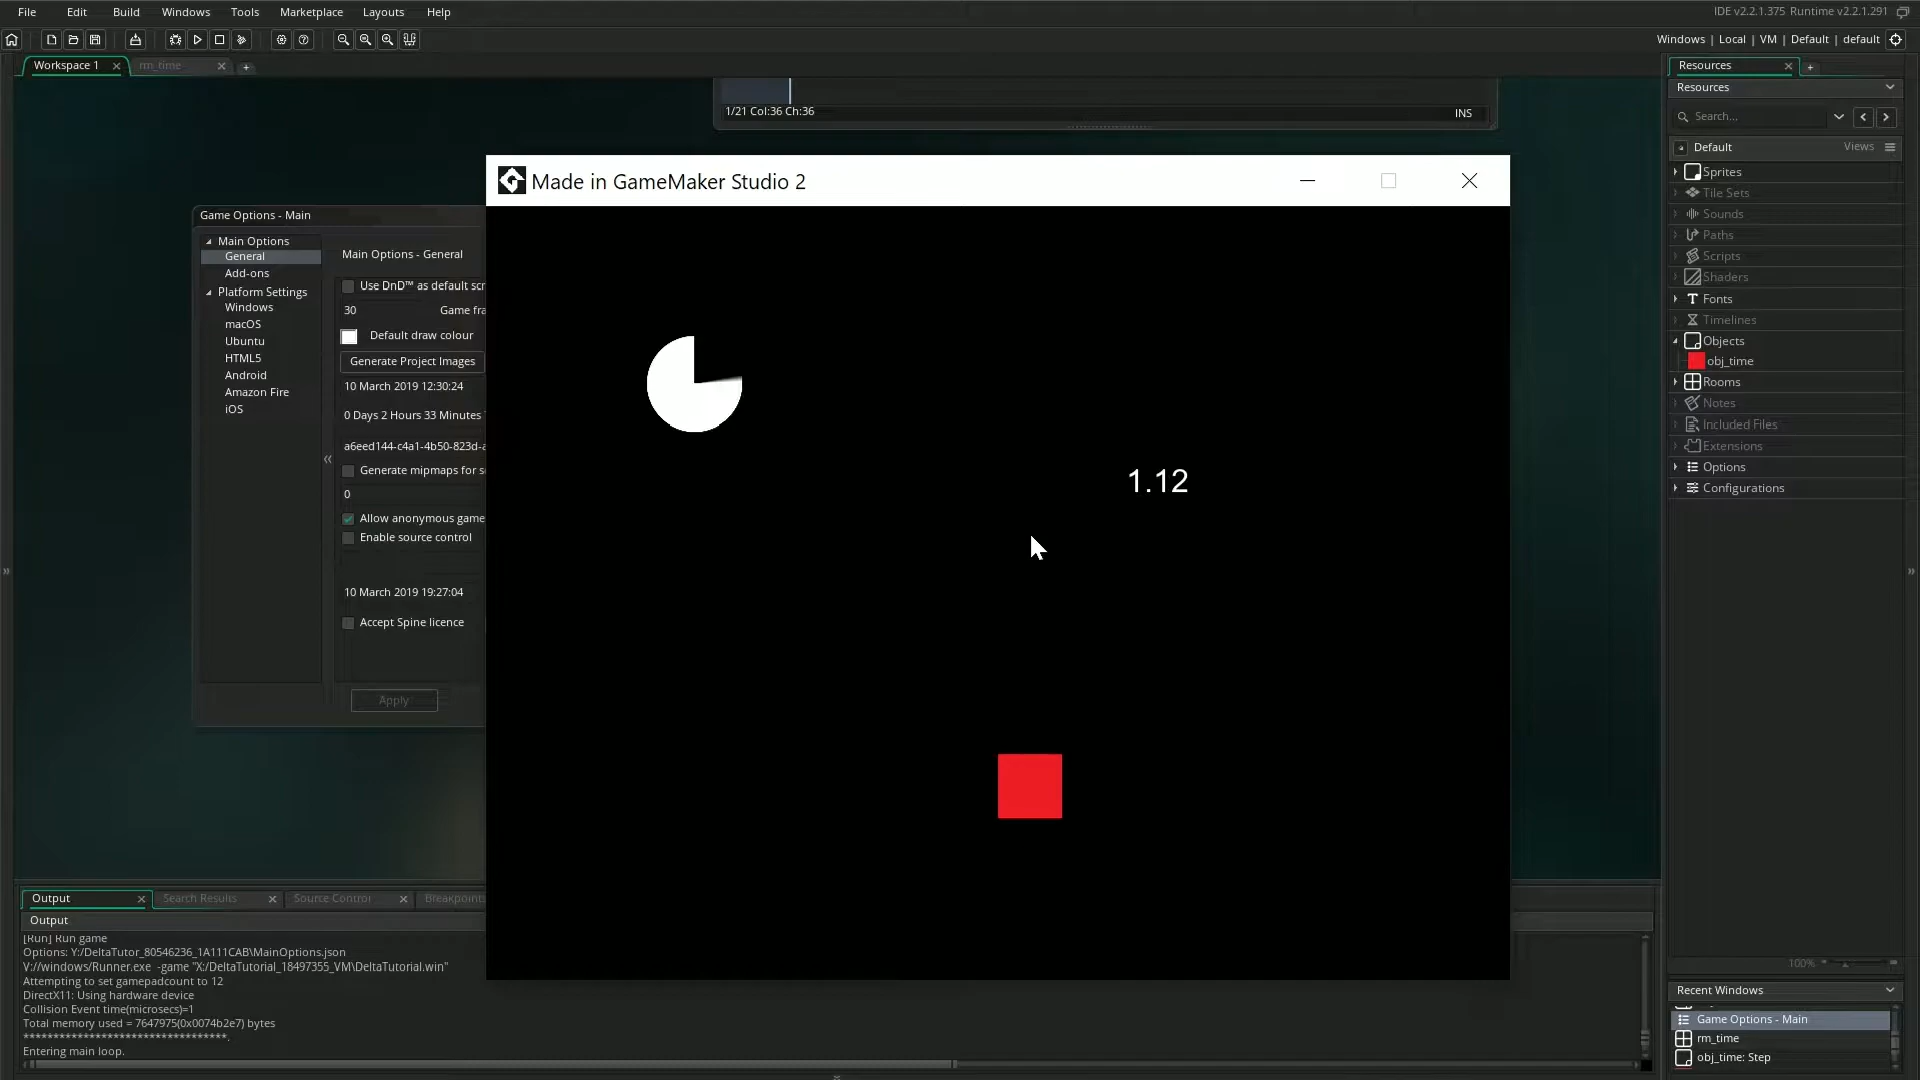 File Edit Build Windows Tools Marketplace Layouts Help
IDE v2.2.1.375 Runtime v2.2.1.291
Windows | Local | VM | Default | default
Workspace 1
rm_time
1/21 Col:36 Ch:36
INS
Made in GameMaker Studio 2
1.12
Game Options - Main
Main Options
General
Add-ons
Platform Settings
Windows
macOS
Ubuntu
HTML5
Android
Amazon Fire
iOS
Main Options - General
Use DnD™ as default scr
30 Game fra
Default draw colour
Generate Project Images
10 March 2019 12:30:24
0 Days 2 Hours 33 Minutes
a6eed144-c4a1-4b50-823d-a
Generate mipmaps for se
0
Allow anonymous game
Enable source control
10 March 2019 19:27:04
Accept Spine licence
Apply
Output
Search Results
Source Control
Breakpoints
Output
[Run] Run game
Options: Y:/DeltaTutor_80546236_1A111CAB\MainOptions.json
V://windows/Runner.exe -game "X:/DeltaTutorial_18497355_VM\DeltaTutorial.win"
Attempting to set gamepadcount to 12
DirectX11: Using hardware device
Collision Event time(microsecs)=1
Total memory used = 7647975(0x0074b2e7) bytes
**********************************.
Entering main loop.
Resources
Resources
Search...
Default
Views
Sprites
Tile Sets
Sounds
Paths
Scripts
Shaders
Fonts
Timelines
Objects
obj_time
Rooms
Notes
Included Files
Extensions
Options
Configurations
100%
Recent Windows
Game Options - Main
rm_time
obj_time: Step